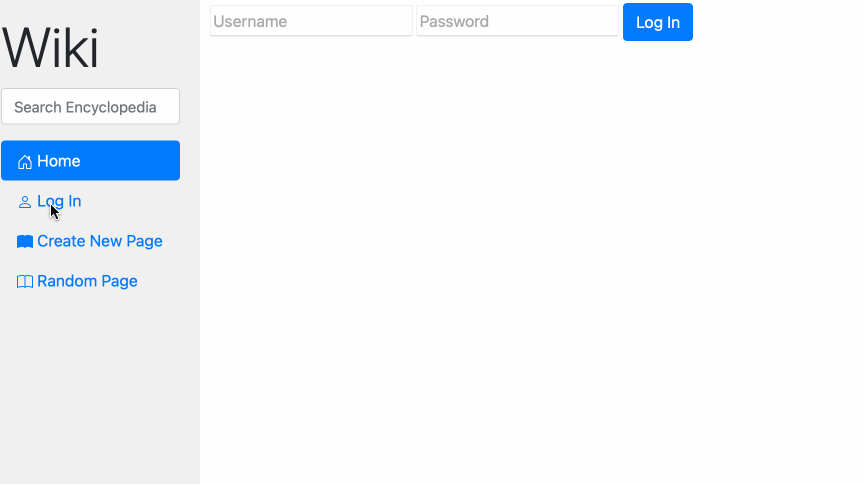 Wiki
Search Encyclopedia
Home
Log In
Create New Page
Random Page
Username Password Log In